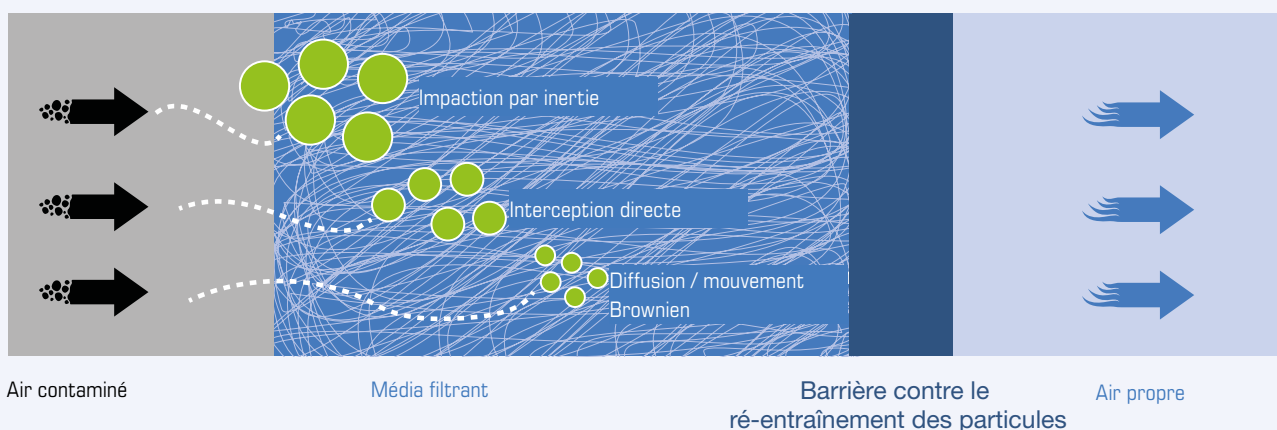 Impaction par inertie
Interception directe
Diffusion / mouvement
Brownien
Air contaminé
Média filtrant
Barrière contre le
ré-entraînement des particules
Air propre